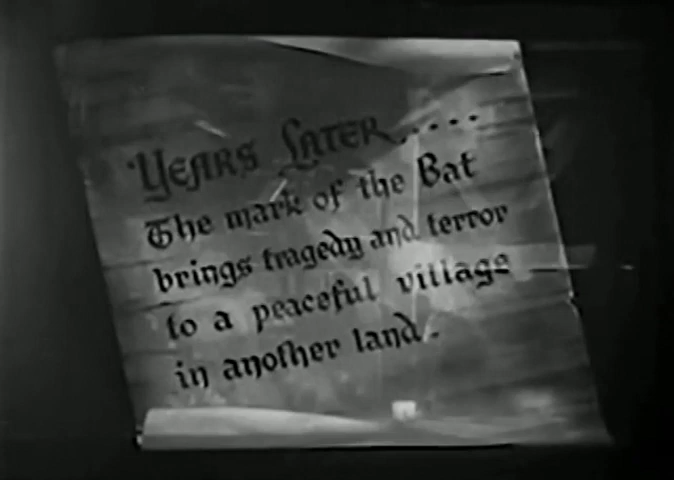 YEARS LATER.....
The mark of the Bat
brings tragedy and terror
to a peaceful village
in another land.